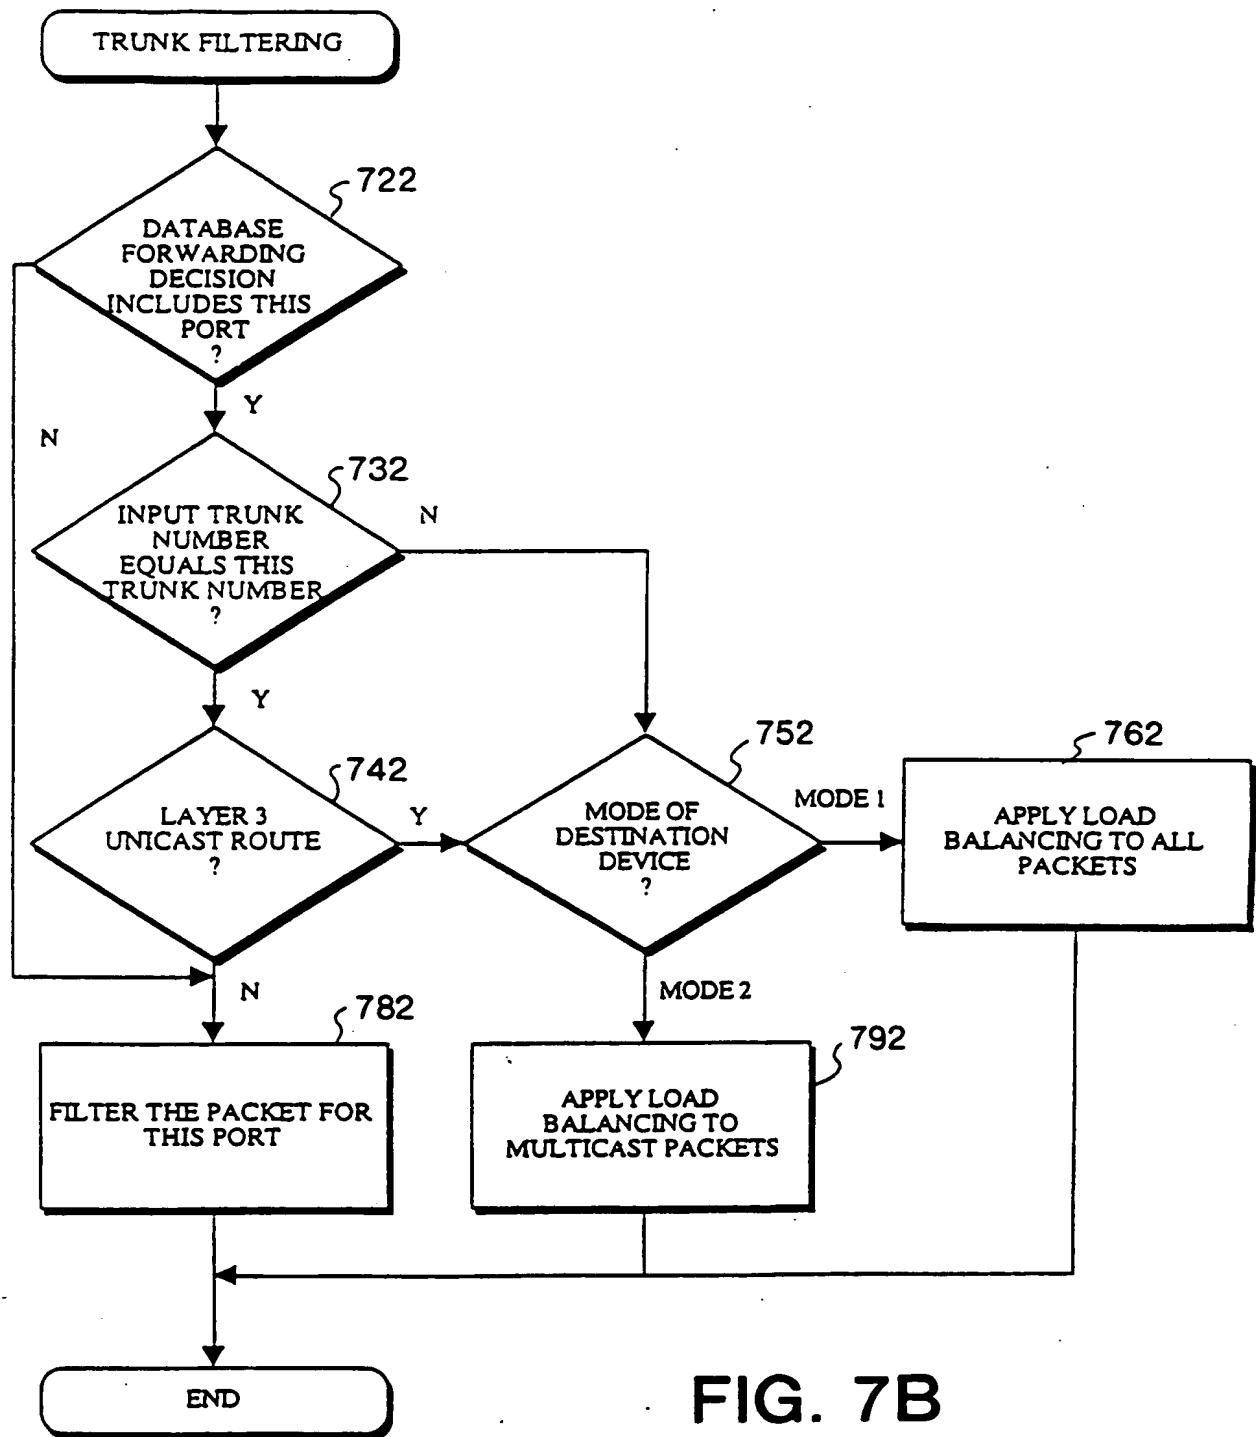 TRUNK FILTERING
722
DATABASE
FORWARDING
DECISION
INCLUDES THIS
PORT
?
Y
N
732
INPUT TRUNK
NUMBER
EQUALS THIS
TRUNK NUMBER
?
N
Y
742
LAYER 3
UNICAST ROUTE
?
Y
N
752
MODE OF
DESTINATION
DEVICE
?
MODE 1
MODE 2
762
APPLY LOAD
BALANCING TO ALL
PACKETS
782
FILTER THE PACKET FOR
THIS PORT
792
APPLY LOAD
BALANCING TO
MULTICAST PACKETS
END
FIG. 7B